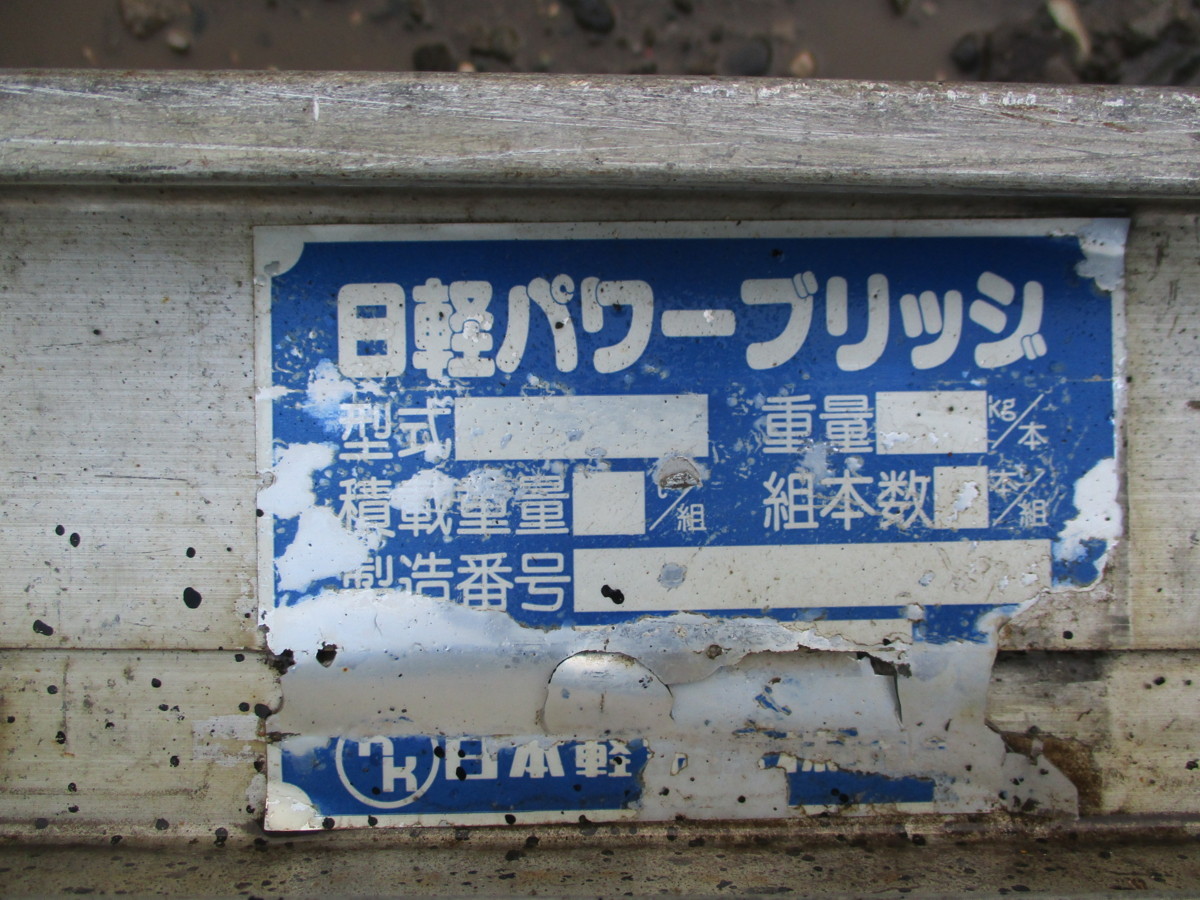 日軽パワーブリッジ
型式 重量 kg/本
積載重量 t/組 組本数 本/組
製造番号
日本軽